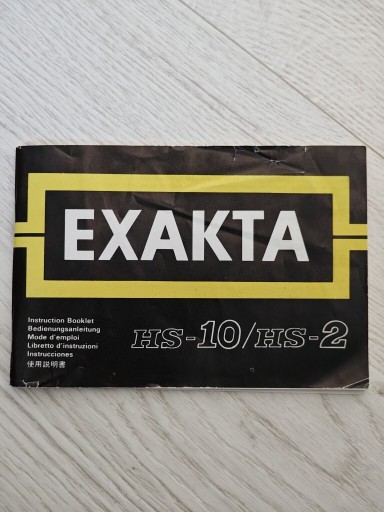 EXAKTA
Instruction Booklet
Bedienungsanleitung
Mode d'emploi
Libretto d'instruzioni
Instrucciones
使用説明書
HS-10/HS-2